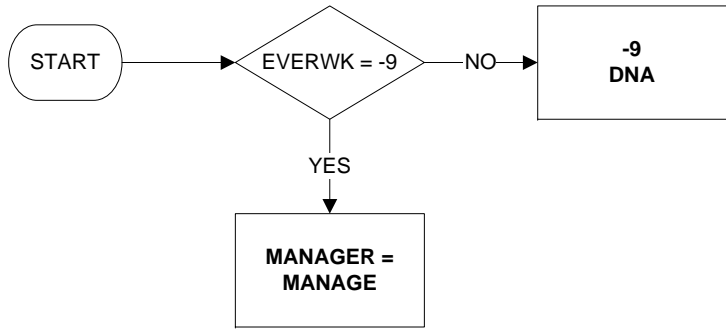 START
EVERWK = -9
NO
-9
DNA
YES
MANAGER =
MANAGE